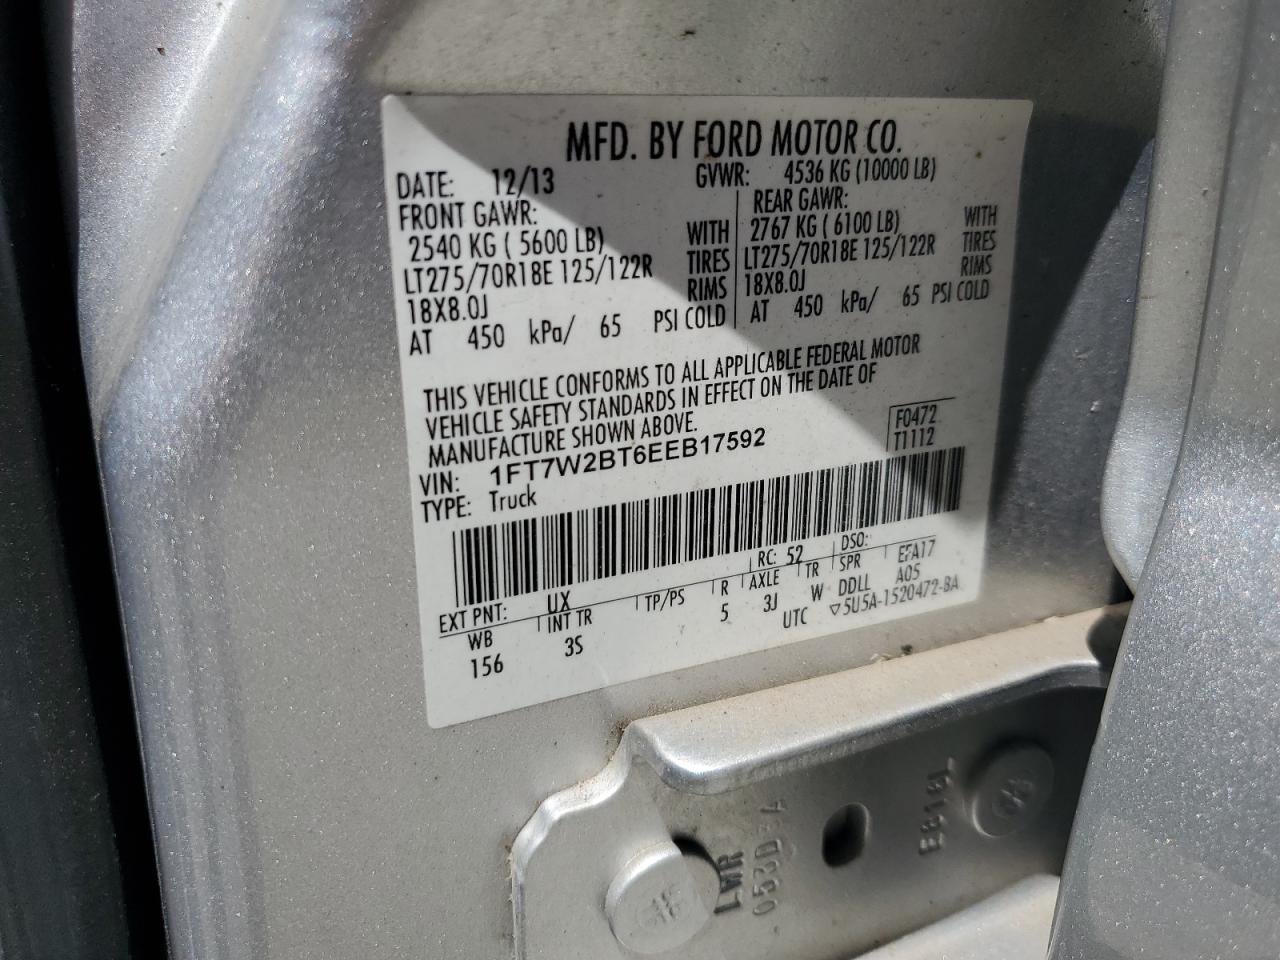 MFD. BY FORD MOTOR CO.
DATE: 12/13 GVWR: 4536 KG (10000 LB)
FRONT GAWR: REAR GAWR:
2540 KG ( 5600 LB) WITH 2767 KG ( 6100 LB) WITH
LT275/70R18E 125/122R TIRES LT275/70R18E 125/122R TIRES
18X8.0J RIMS 18X8.0J RIMS
AT 450 kPa/ 65 PSI COLD AT 450 kPa/ 65 PSI COLD
THIS VEHICLE CONFORMS TO ALL APPLICABLE FEDERAL MOTOR
VEHICLE SAFETY STANDARDS IN EFFECT ON THE DATE OF
MANUFACTURE SHOWN ABOVE.
F0472
T1112
VIN: 1FT7W2BT6EEB17592
TYPE: Truck
EXT PNT: UX RC: 52 DSO:
WB INT TR TP/PS R AXLE TR SPR EFA17
156 3S 5 3J W DDLL A05
UTC ▽5U5A-1520472-BA
LWR
E818L